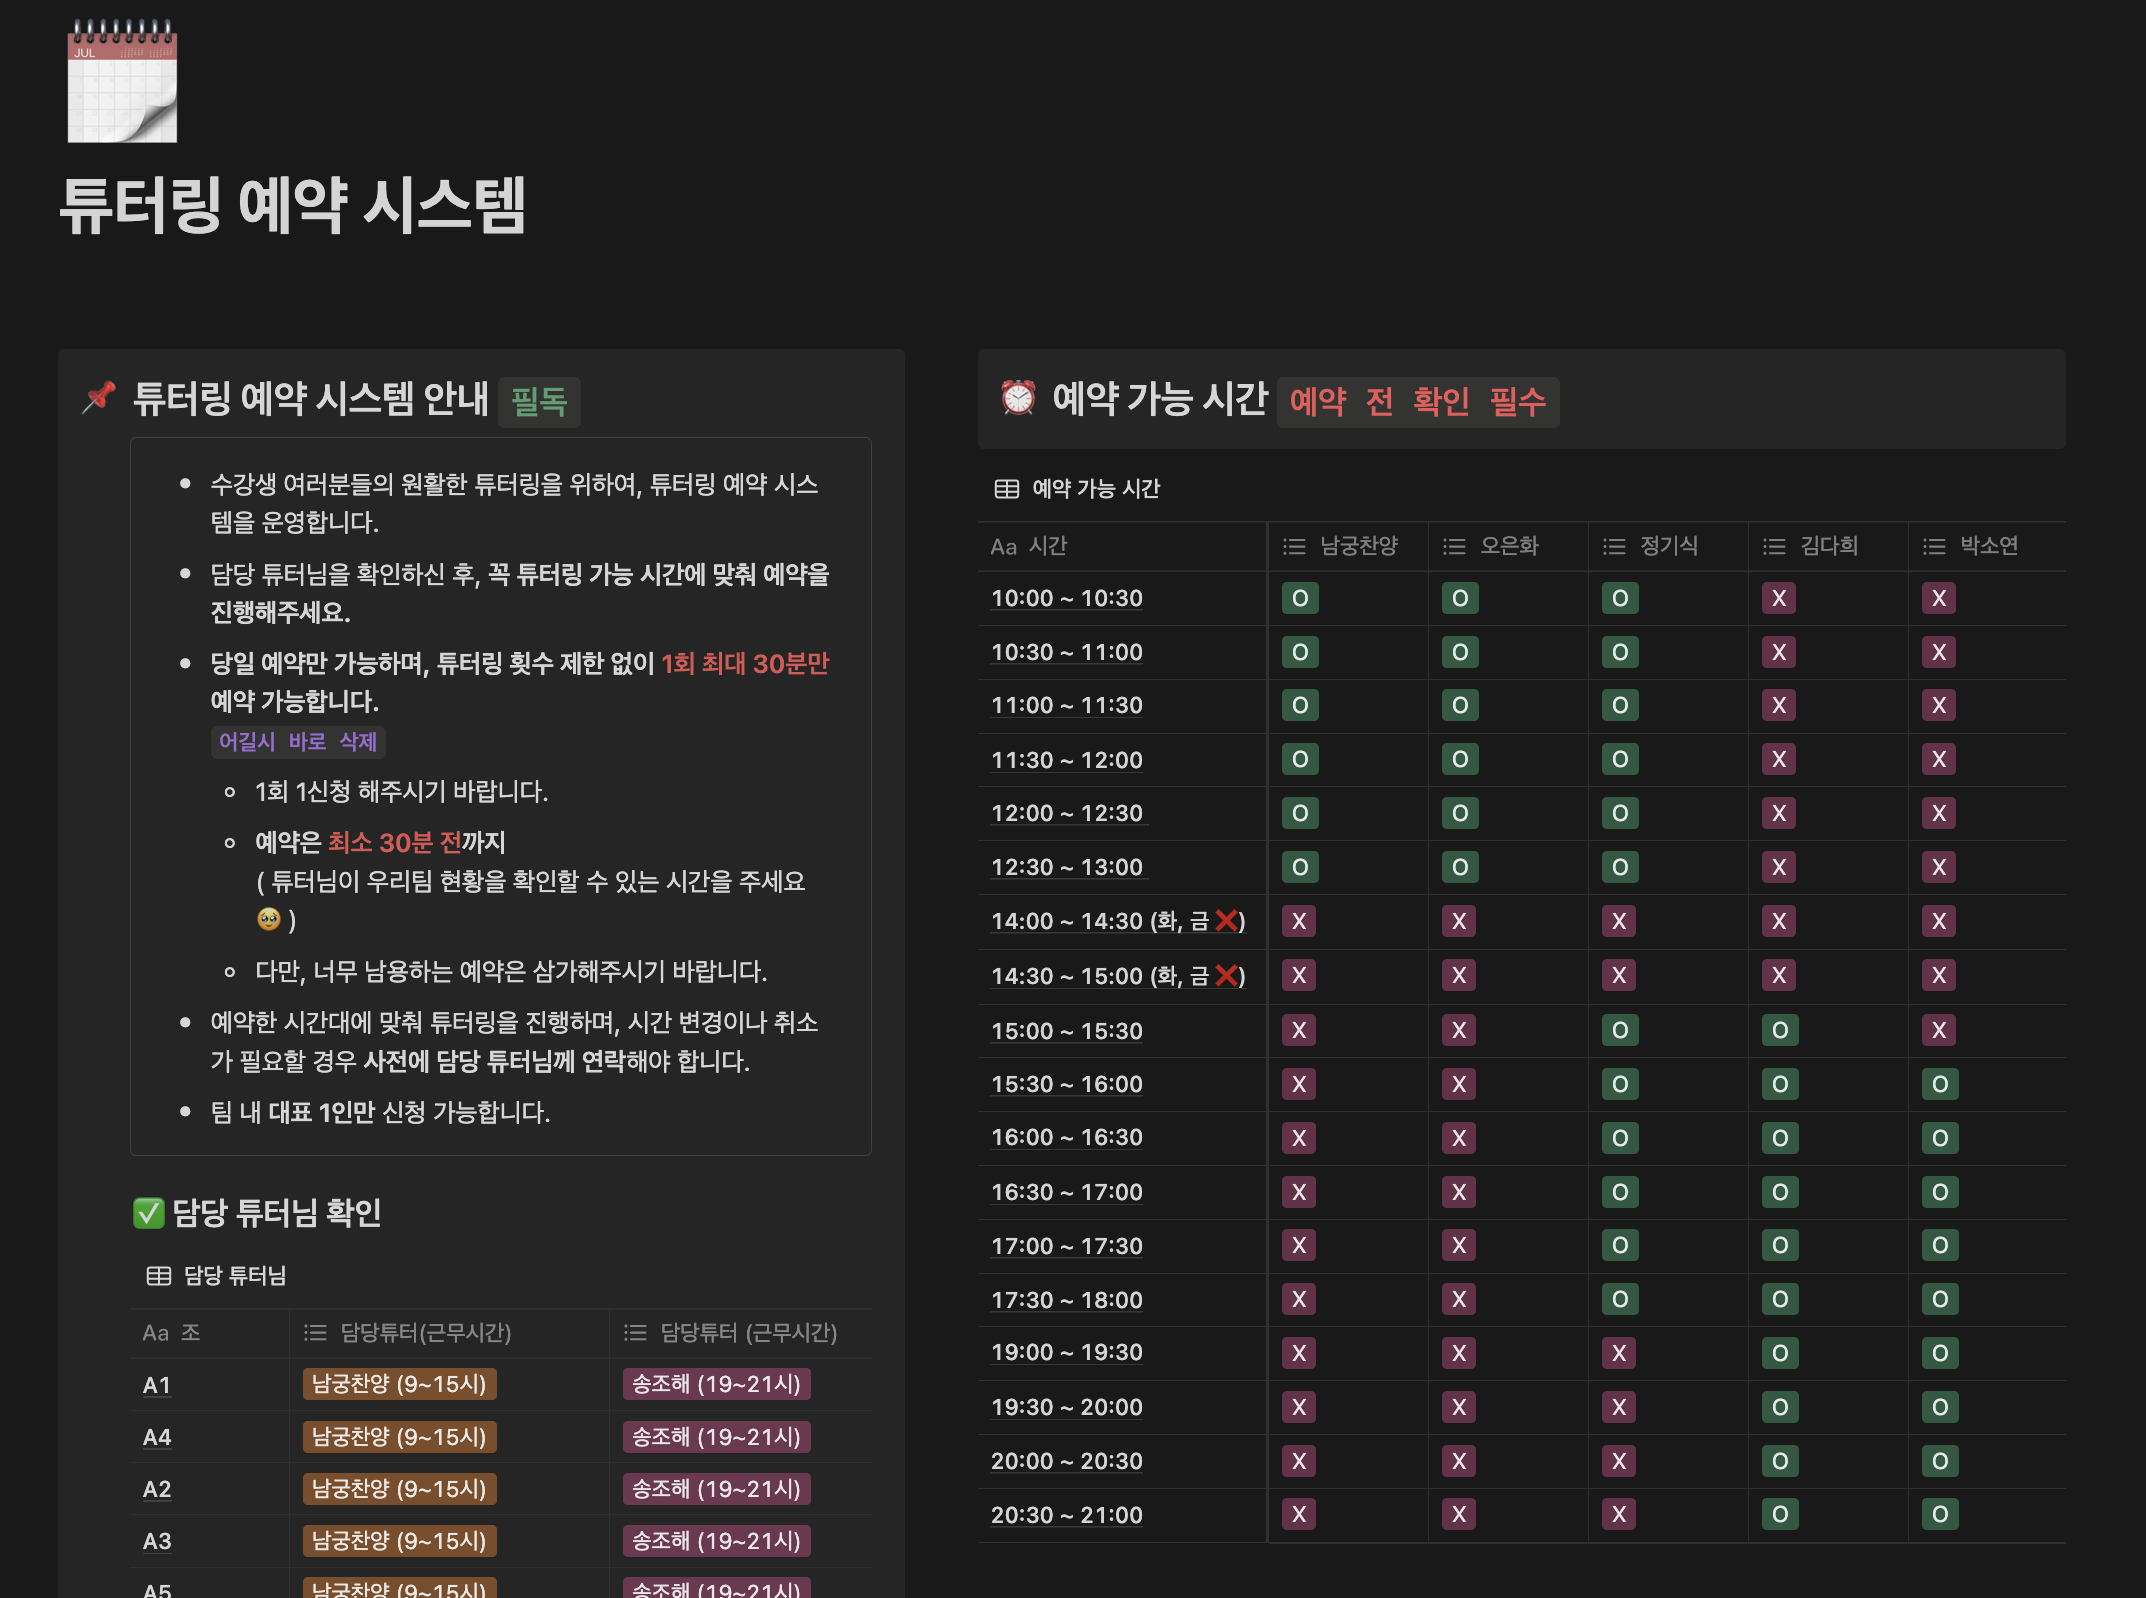 JUL
튜터링 예약 시스템
튜터링 예약 시스템 안내 필독
수강생 여러분들의 원활한 튜터링을 위하여, 튜터링 예약 시스
템을 운영합니다.
담당 튜터님을 확인하신 후, 꼭 튜터링 가능 시간에 맞춰 예약을
진행해주세요.
당일 예약만 가능하며, 튜터링 횟수 제한 없이 1회 최대 30분만
예약 가능합니다.
어길시 바로 삭제
1회 1신청 해주시기 바랍니다.
예약은 최소 30분 전까지
( 튜터님이 우리팀 현황을 확인할 수 있는 시간을 주세요
🥹 )
다만, 너무 남용하는 예약은 삼가해주시기 바랍니다.
예약한 시간대에 맞춰 튜터링을 진행하며, 시간 변경이나 취소
가 필요할 경우 사전에 담당 튜터님께 연락해야 합니다.
팀 내 대표 1인만 신청 가능합니다.
✅ 담당 튜터님 확인
담당 튜터님
Aa 조 담당튜터(근무시간) 담당튜터 (근무시간)
A1 남궁찬양 (9~15시) 송조해 (19~21시)
A4 남궁찬양 (9~15시) 송조해 (19~21시)
A2 남궁찬양 (9~15시) 송조해 (19~21시)
A3 남궁찬양 (9~15시) 송조해 (19~21시)
A5 남궁찬양 (9~15시) 송조해 (19~21시)
예약 가능 시간 예약 전 확인 필수
예약 가능 시간
Aa 시간 남궁찬양 오은화 정기식 김다희 박소연
10:00 ~ 10:30 O O O X X
10:30 ~ 11:00 O O O X X
11:00 ~ 11:30 O O O X X
11:30 ~ 12:00 O O O X X
12:00 ~ 12:30 O O O X X
12:30 ~ 13:00 O O O X X
14:00 ~ 14:30 (화, 금 ❌) X X X X X
14:30 ~ 15:00 (화, 금 ❌) X X X X X
15:00 ~ 15:30 X X O O X
15:30 ~ 16:00 X X O O O
16:00 ~ 16:30 X X O O O
16:30 ~ 17:00 X X O O O
17:00 ~ 17:30 X X O O O
17:30 ~ 18:00 X X O O O
19:00 ~ 19:30 X X X O O
19:30 ~ 20:00 X X X O O
20:00 ~ 20:30 X X X O O
20:30 ~ 21:00 X X X O O